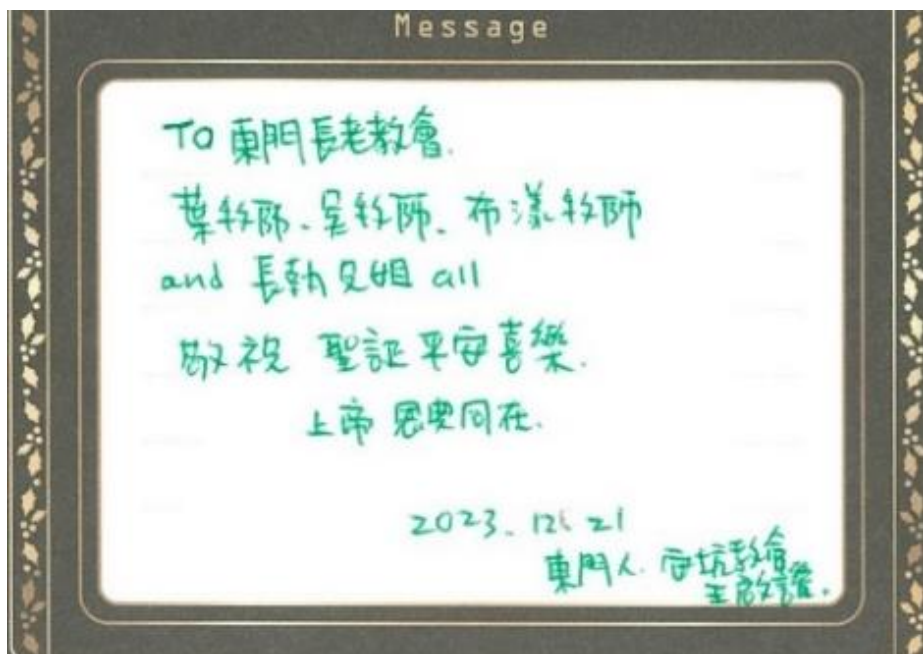 Message
To 東門長老教會.
葉牧師、吳牧師、布漾牧師
and 長執兄姐 all
敬祝 聖誕平安喜樂.
上帝恩典同在.
2023.12.21
東門人. 安坑教會
王啟